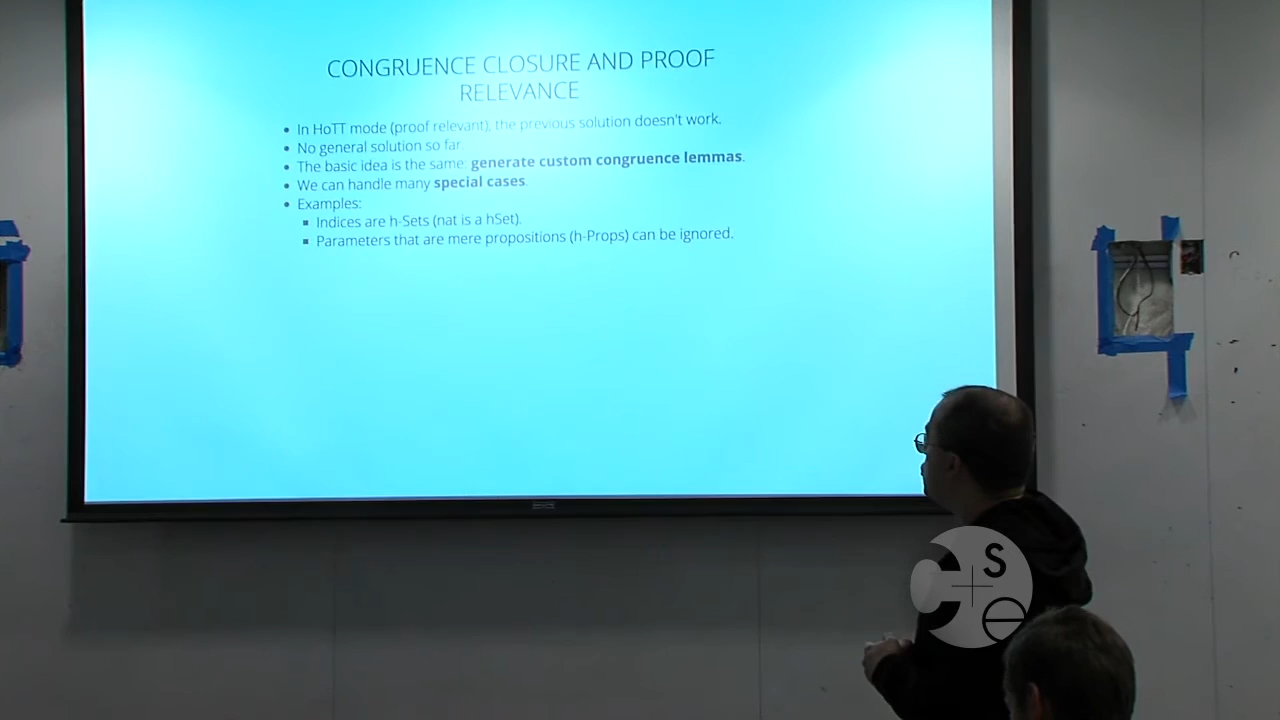 CONGRUENCE CLOSURE AND PROOF
RELEVANCE
In HoTT mode (proof relevant), the previous solution doesn't work.
No general solution so far.
The basic idea is the same: generate custom congruence lemmas.
We can handle many special cases.
Examples:
Indices are h-Sets (nat is a hSet).
Parameters that are mere propositions (h-Props) can be ignored.
C S
e